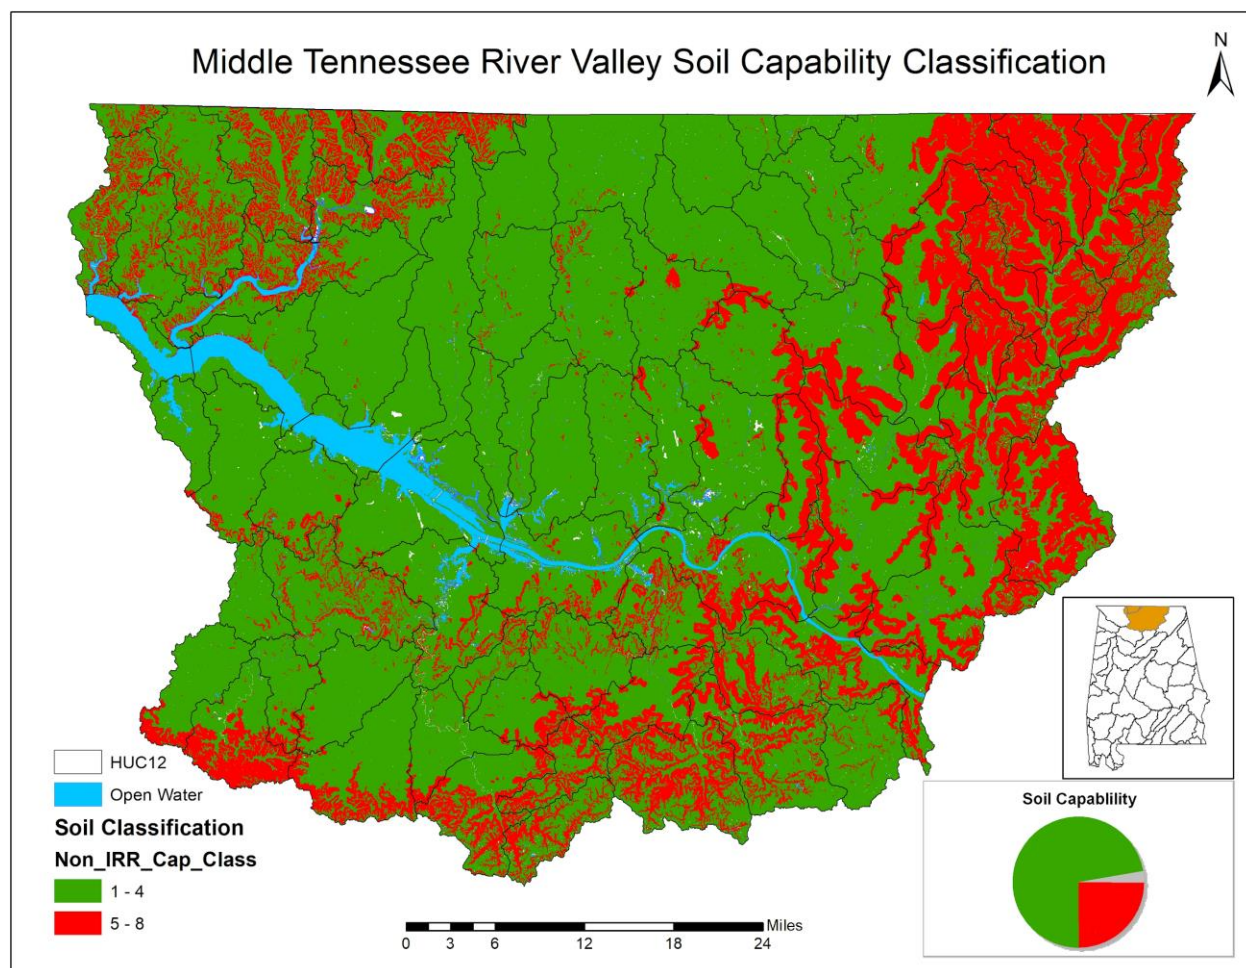 Middle Tennessee River Valley Soil Capability Classification
N
HUC12
Open Water
Soil Classification
Non_IRR_Cap_Class
1 - 4
5 - 8
Miles
0 3 6 12 18 24
Soil Capablility